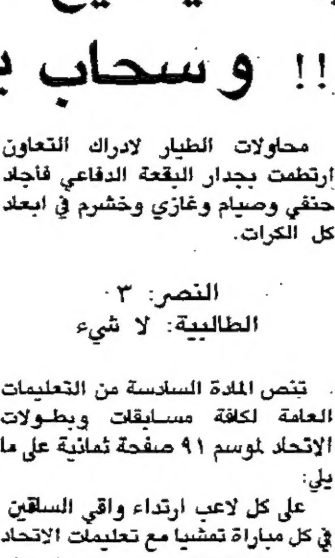 !! وسحاب
محاولات الطيار لادراك التعاون
ارتطمت بجدار البقعة الدفاعي فأجاد
حنفي وصيام وغازي وخشرم في ابعاد
كل الكرات.
النصر: ٣
الطالبية: لا شيء
تنص المادة السادسة من التعليمات
العامة لكافة مسابقات وبطولات
الاتحاد لموسم ٩١ صفحة ثمانية على ما
يلي:
على كل لاعب ارتداء واقي الساقين
في كل مباراة تمشيا مع تعليمات الاتحاد